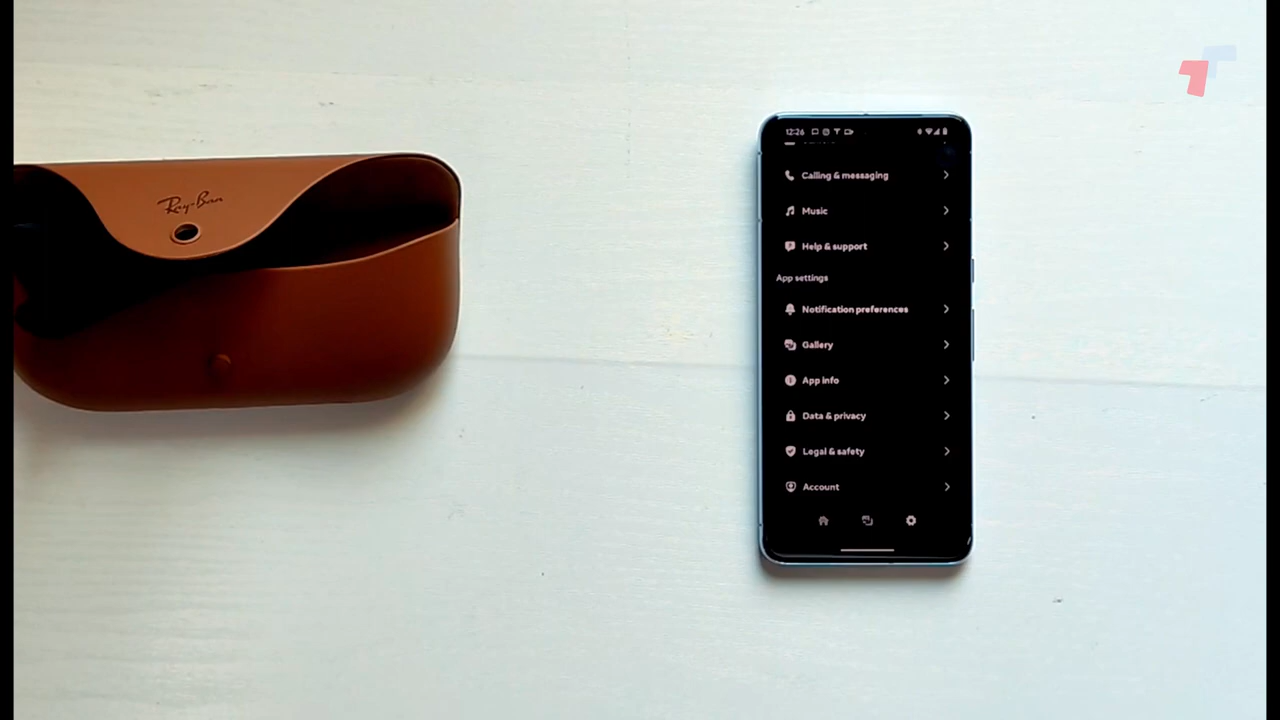 Ray-Ban
12:26
Calling & messaging
Music
Help & support
App settings
Notification preferences
Gallery
App info
Data & privacy
Legal & safety
Account